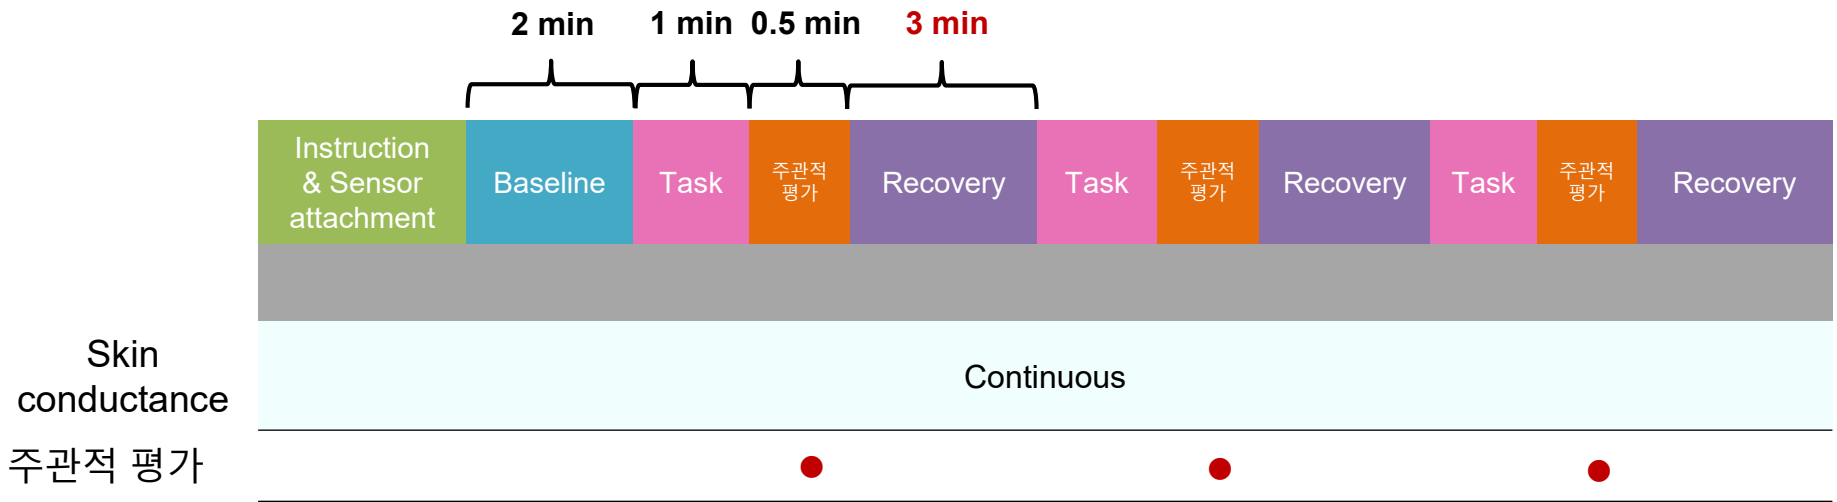 2 min 1 min 0.5 min 3 min
Instruction
& Sensor
attachment
Baseline
Task
주관적
평가
Recovery
Task
주관적
평가
Recovery
Task
주관적
평가
Recovery
Skin
conductance
Continuous
주관적 평가